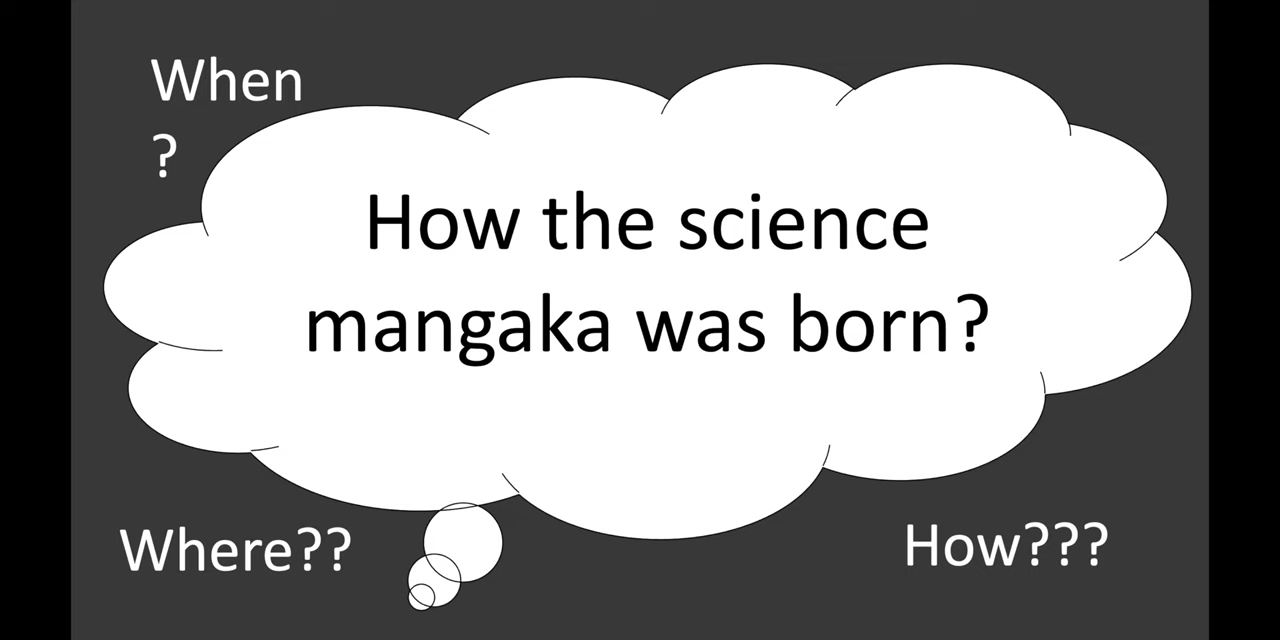 When
?
How the science
mangaka was born?
Where??
How???